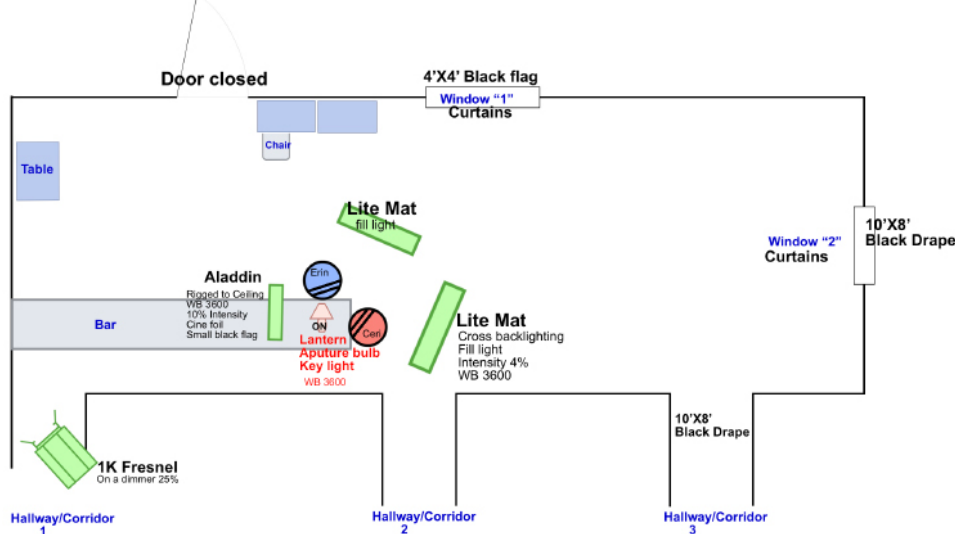 Door closed
4'X4' Black flag
Window "1"
Curtains
Chair
Table
Lite Mat
fill light
10'X8'
Black Drape
Window "2"
Curtains
Erin
Aladdin
Rigged to Ceiling
WB 3600
10% Intensity
Cine foil
Small black flag
Bar
ON
Ceri
Lantern
Aputure bulb
Key light
WB 3600
Lite Mat
Cross backlighting
Fill light
Intensity 4%
WB 3600
10'X8'
Black Drape
1K Fresnel
On a dimmer 25%
Hallway/Corridor
1
Hallway/Corridor
2
Hallway/Corridor
3